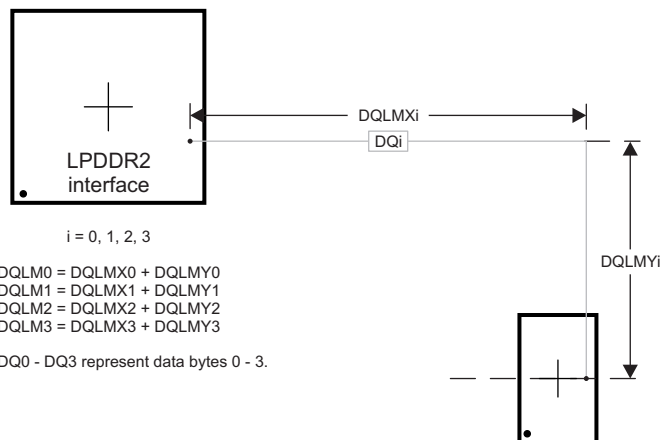 DQLMXi
DQi
LPDDR2
interface
i = 0, 1, 2, 3
DQLMYi
DQLM0 = DQLMX0 + DQLMY0
DQLM1 = DQLMX1 + DQLMY1
DQLM2 = DQLMX2 + DQLMY2
DQLM3 = DQLMX3 + DQLMY3
DQ0 - DQ3 represent data bytes 0 - 3.